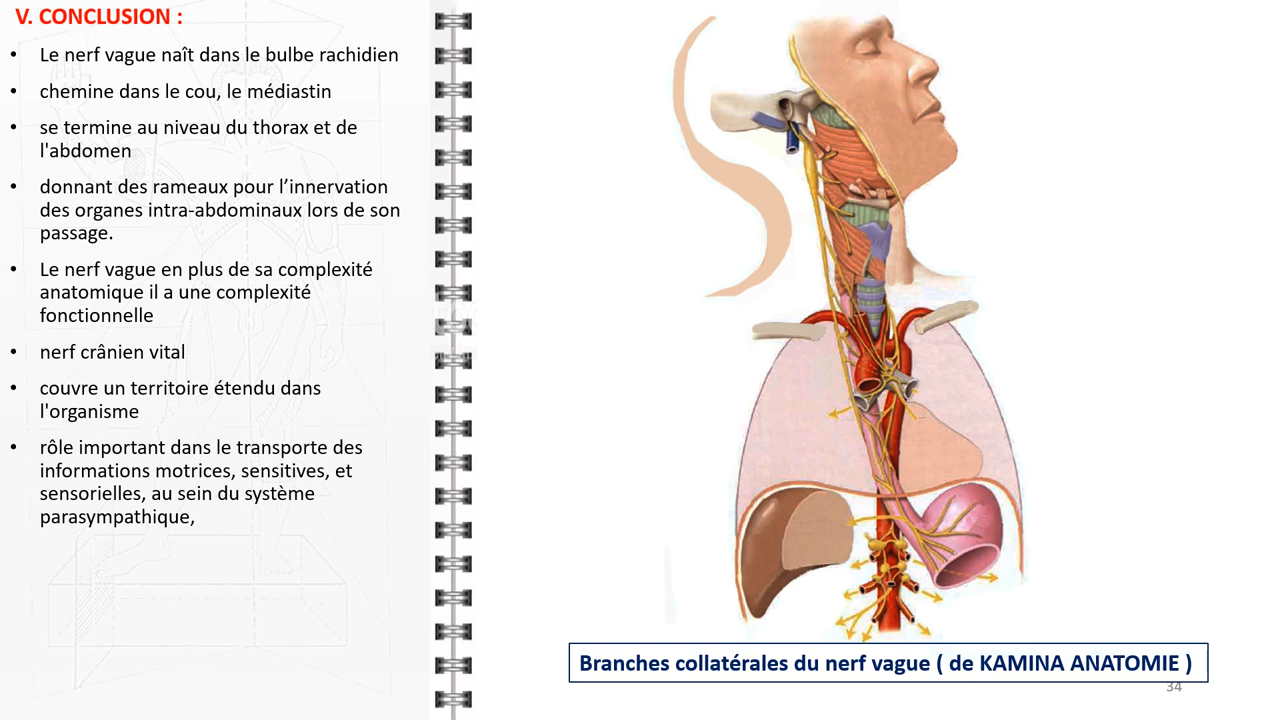 V. CONCLUSION :
• Le nerf vague naît dans le bulbe rachidien
• chemine dans le cou, le médiastin
• se termine au niveau du thorax et de
l'abdomen
• donnant des rameaux pour l’innervation
des organes intra-abdominaux lors de son
passage.
• Le nerf vague en plus de sa complexité
anatomique il a une complexité
fonctionnelle
• nerf crânien vital
• couvre un territoire étendu dans
l'organisme
• rôle important dans le transporte des
informations motrices, sensitives, et
sensorielles, au sein du système
parasympathique,
Branches collatérales du nerf vague ( de KAMINA ANATOMIE )
34